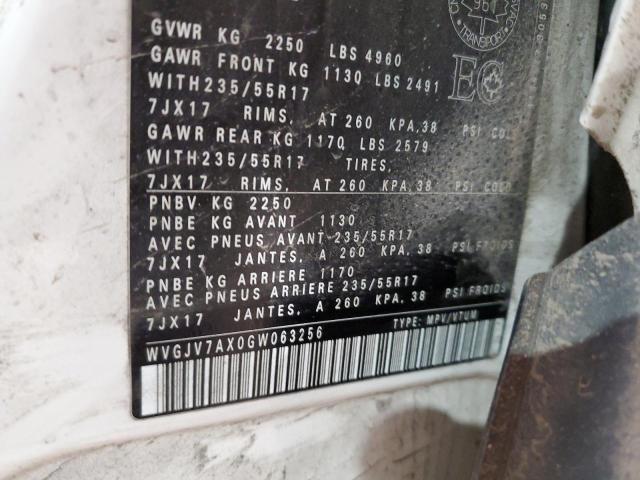 GVWR KG 2250 LBS 4960
GAWR FRONT KG 1130 LBS 2491
WITH235/55R17
7JX17 RIMS, AT 260 KPA,38 PSI COLD
GAWR REAR KG 1170 LBS 2579
WITH235/55R17 TIRES,
7JX17 RIMS, AT 260 KPA,38 PSI COLD
PNBV KG 2250
PNBE KG AVANT 1130
AVEC PNEUS AVANT 235/55R17
7JX17 JANTES, A 260 KPA, 38 PSI FROIDS
PNBE KG ARRIERE 1170
AVEC PNEUS ARRIERE 235/55R17
7JX17 JANTES, A 260 KPA, 38 PSI FROIDS
WVGJV7AX0GW063256 TYPE: MPV/VTUM
TRANSPORT
EC